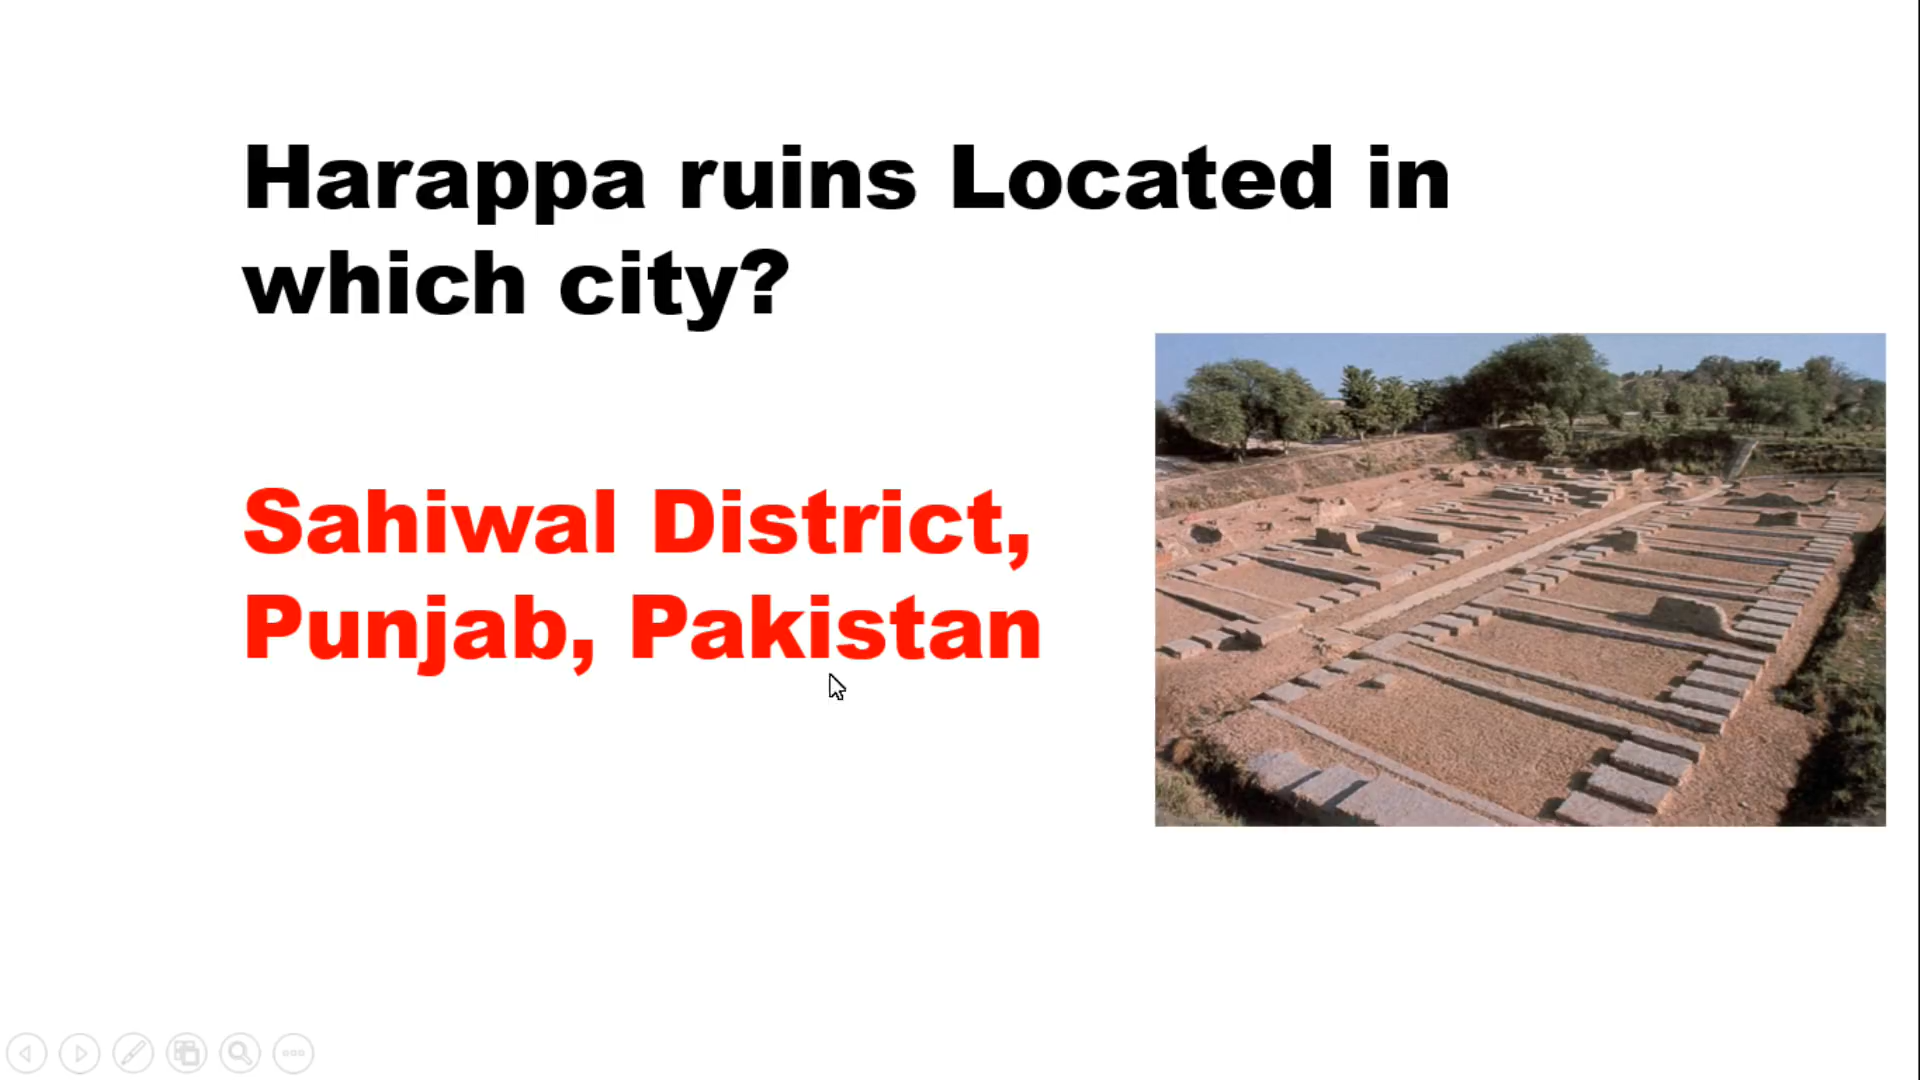 Harappa ruins Located in
which city?
Sahiwal District,
Punjab, Pakistan